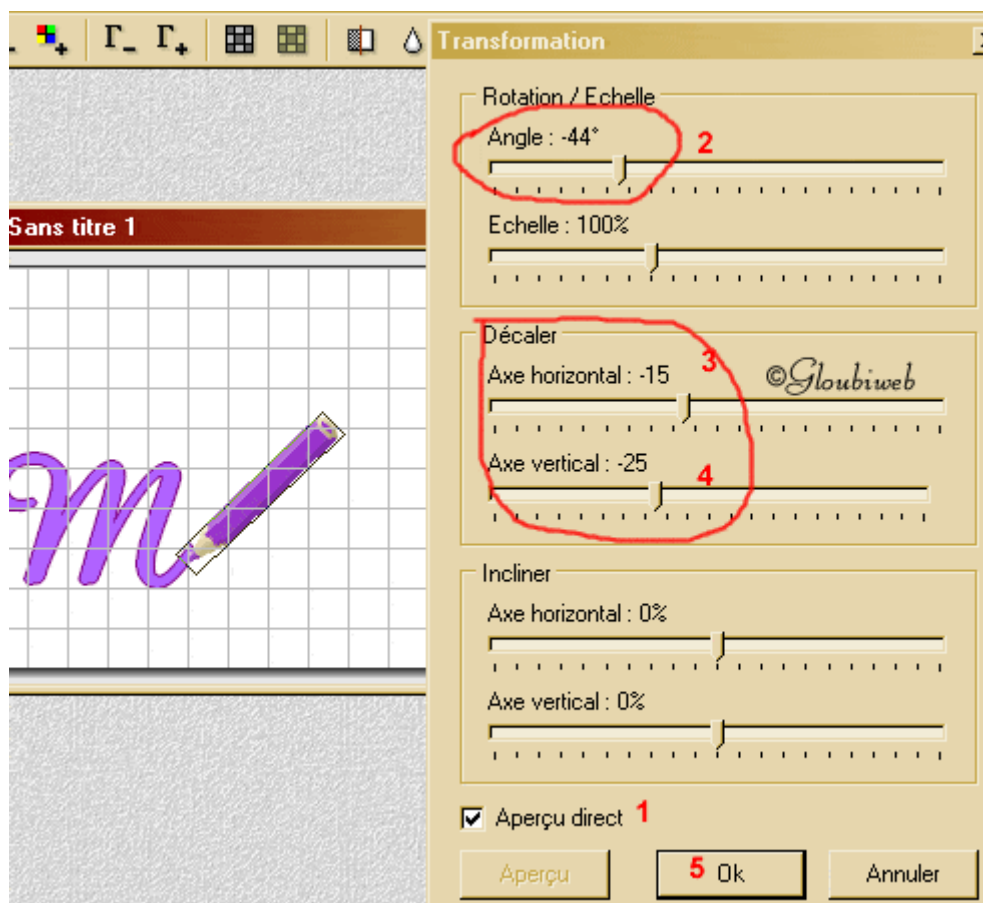 Γ- Γ+
Transformation
Rotation / Echelle
Angle : -44°
2
Echelle : 100%
Sans titre 1
Décaler
Axe horizontal : -15
3
©Gloubiweb
Axe vertical : -25
4
m
Incliner
Axe horizontal : 0%
Axe vertical : 0%
Aperçu direct 1
Aperçu
5 Ok
Annuler